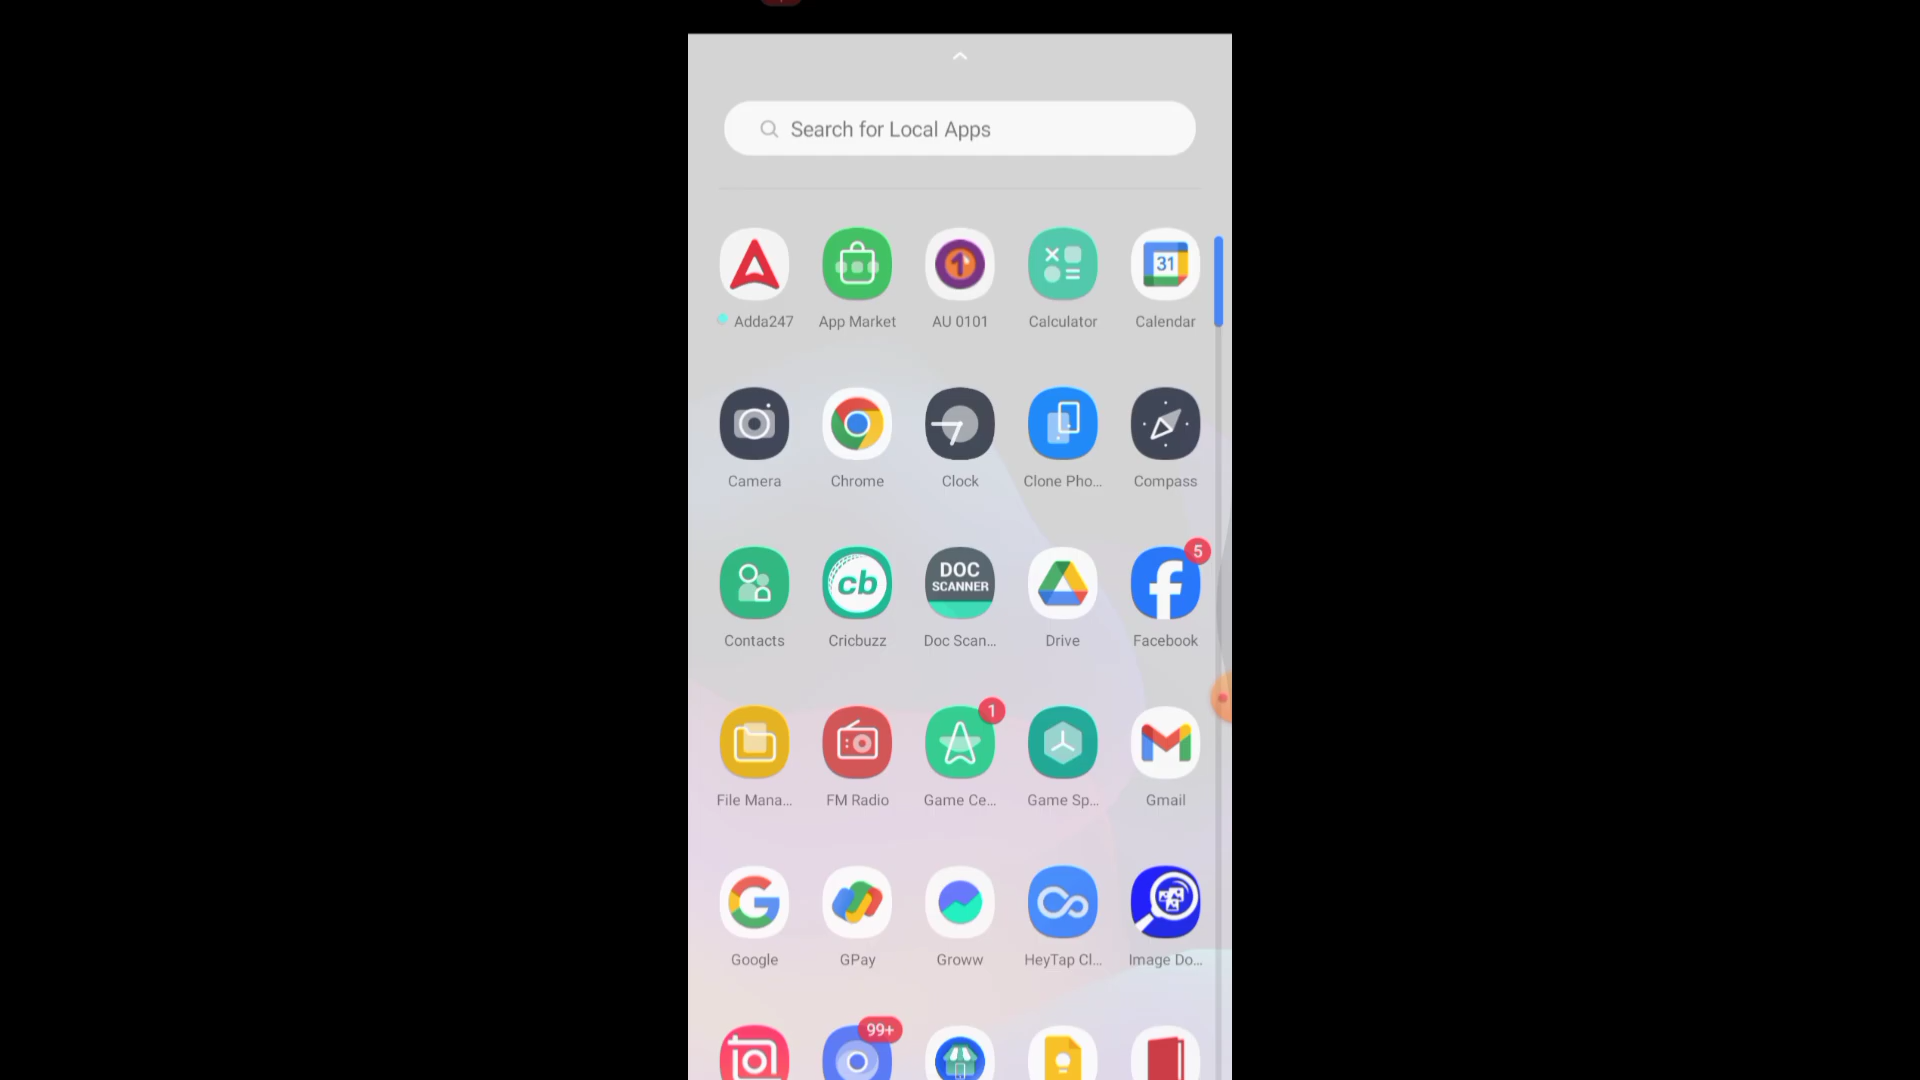 Search for Local Apps
31
Adda247 App Market AU 0101 Calculator Calendar
Camera Chrome Clock Clone Pho... Compass
cb DOC SCANNER 5
Contacts Cricbuzz Doc Scan... Drive Facebook
1
File Mana... FM Radio Game Ce... Game Sp... Gmail
Google GPay Groww HeyTap Cl... Image Do...
99+